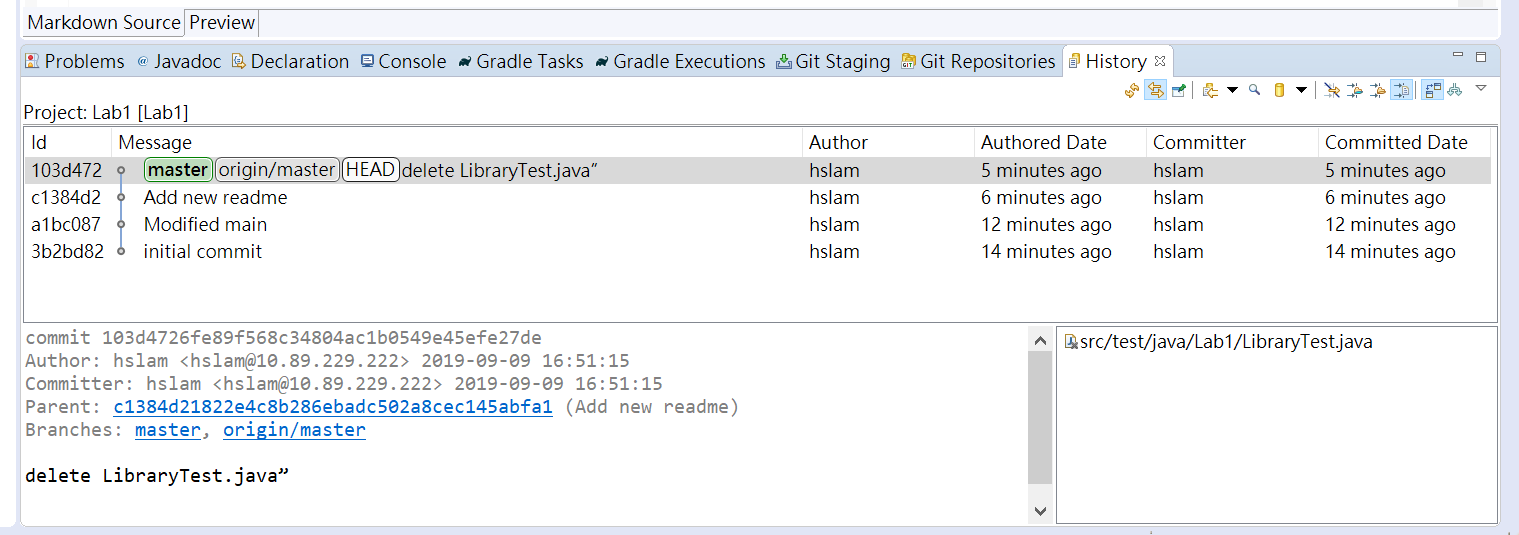 Markdown Source Preview
Problems Javadoc Declaration Console Gradle Tasks Gradle Executions Git Staging Git Repositories History
Project: Lab1 [Lab1]
Id Message Author Authored Date Committer Committed Date
103d472 master origin/master HEAD delete LibraryTest.java” hslam 5 minutes ago hslam 5 minutes ago
c1384d2 Add new readme hslam 6 minutes ago hslam 6 minutes ago
a1bc087 Modified main hslam 12 minutes ago hslam 12 minutes ago
3b2bd82 initial commit hslam 14 minutes ago hslam 14 minutes ago
commit 103d4726fe89f568c34804ac1b0549e45efe27de
src/test/java/Lab1/LibraryTest.java
Author: hslam <hslam@10.89.229.222> 2019-09-09 16:51:15
Committer: hslam <hslam@10.89.229.222> 2019-09-09 16:51:15
Parent: c1384d21822e4c8b286ebadc502a8cec145abfa1 (Add new readme)
Branches: master, origin/master
delete LibraryTest.java”